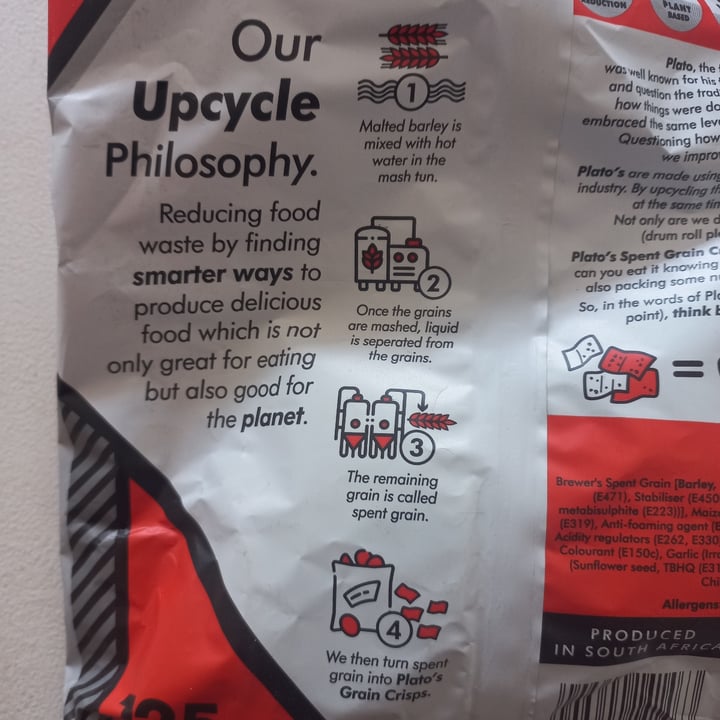 Our
Upcycle
Philosophy.
Reducing food
waste by finding
smarter ways to
produce delicious
food which is not
only great for eating
but also good for
the planet.
1
Malted barley is
mixed with hot
water in the
mash tun.
2
Once the grains
are mashed, liquid
is seperated from
the grains.
3
The remaining
grain is called
spent grain.
4
We then turn spent
grain into Plato's
Grain Crisps.
PLANT
BASED
Plato, the
was well known for his
and question the trad
how things were do
embraced the same leve
Questioning how
we improv
Plato's are made using
industry. By upcycling th
at the same tim
Not only are we d
(drum roll pl
Plato's Spent Grain C
can you eat it knowing
also packing some n
So, in the words of Pl
point), think b
=
Brewer's Spent Grain [Barley,
(E471), Stabiliser (E450
metabisulphite (E223))], Maiz
(E319), Anti-foaming agent (E
Acidity regulators (E262, E330
Colourant (E150c), Garlic (Irr
(Sunflower seed, TBHQ (E31
Chi
Allergens
PRODUCED
IN SOUTH AFRICA
125